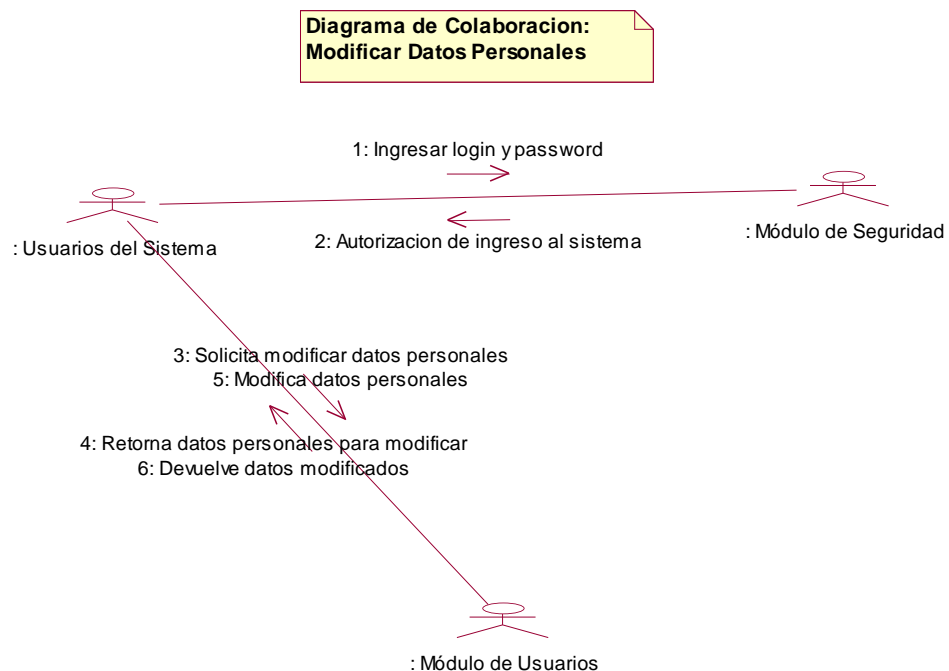 Diagrama de Colaboracion:
Modificar Datos Personales
1: Ingresar login y password
2: Autorizacion de ingreso al sistema
: Usuarios del Sistema
: Módulo de Seguridad
3: Solicita modificar datos personales
5: Modifica datos personales
4: Retorna datos personales para modificar
6: Devuelve datos modificados
: Módulo de Usuarios